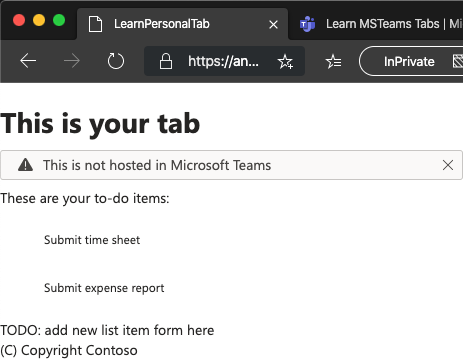 LearnPersonalTab
Learn MSTeams Tabs | Mi
https://an...
InPrivate
This is your tab
This is not hosted in Microsoft Teams
These are your to-do items:
Submit time sheet
Submit expense report
TODO: add new list item form here
(C) Copyright Contoso